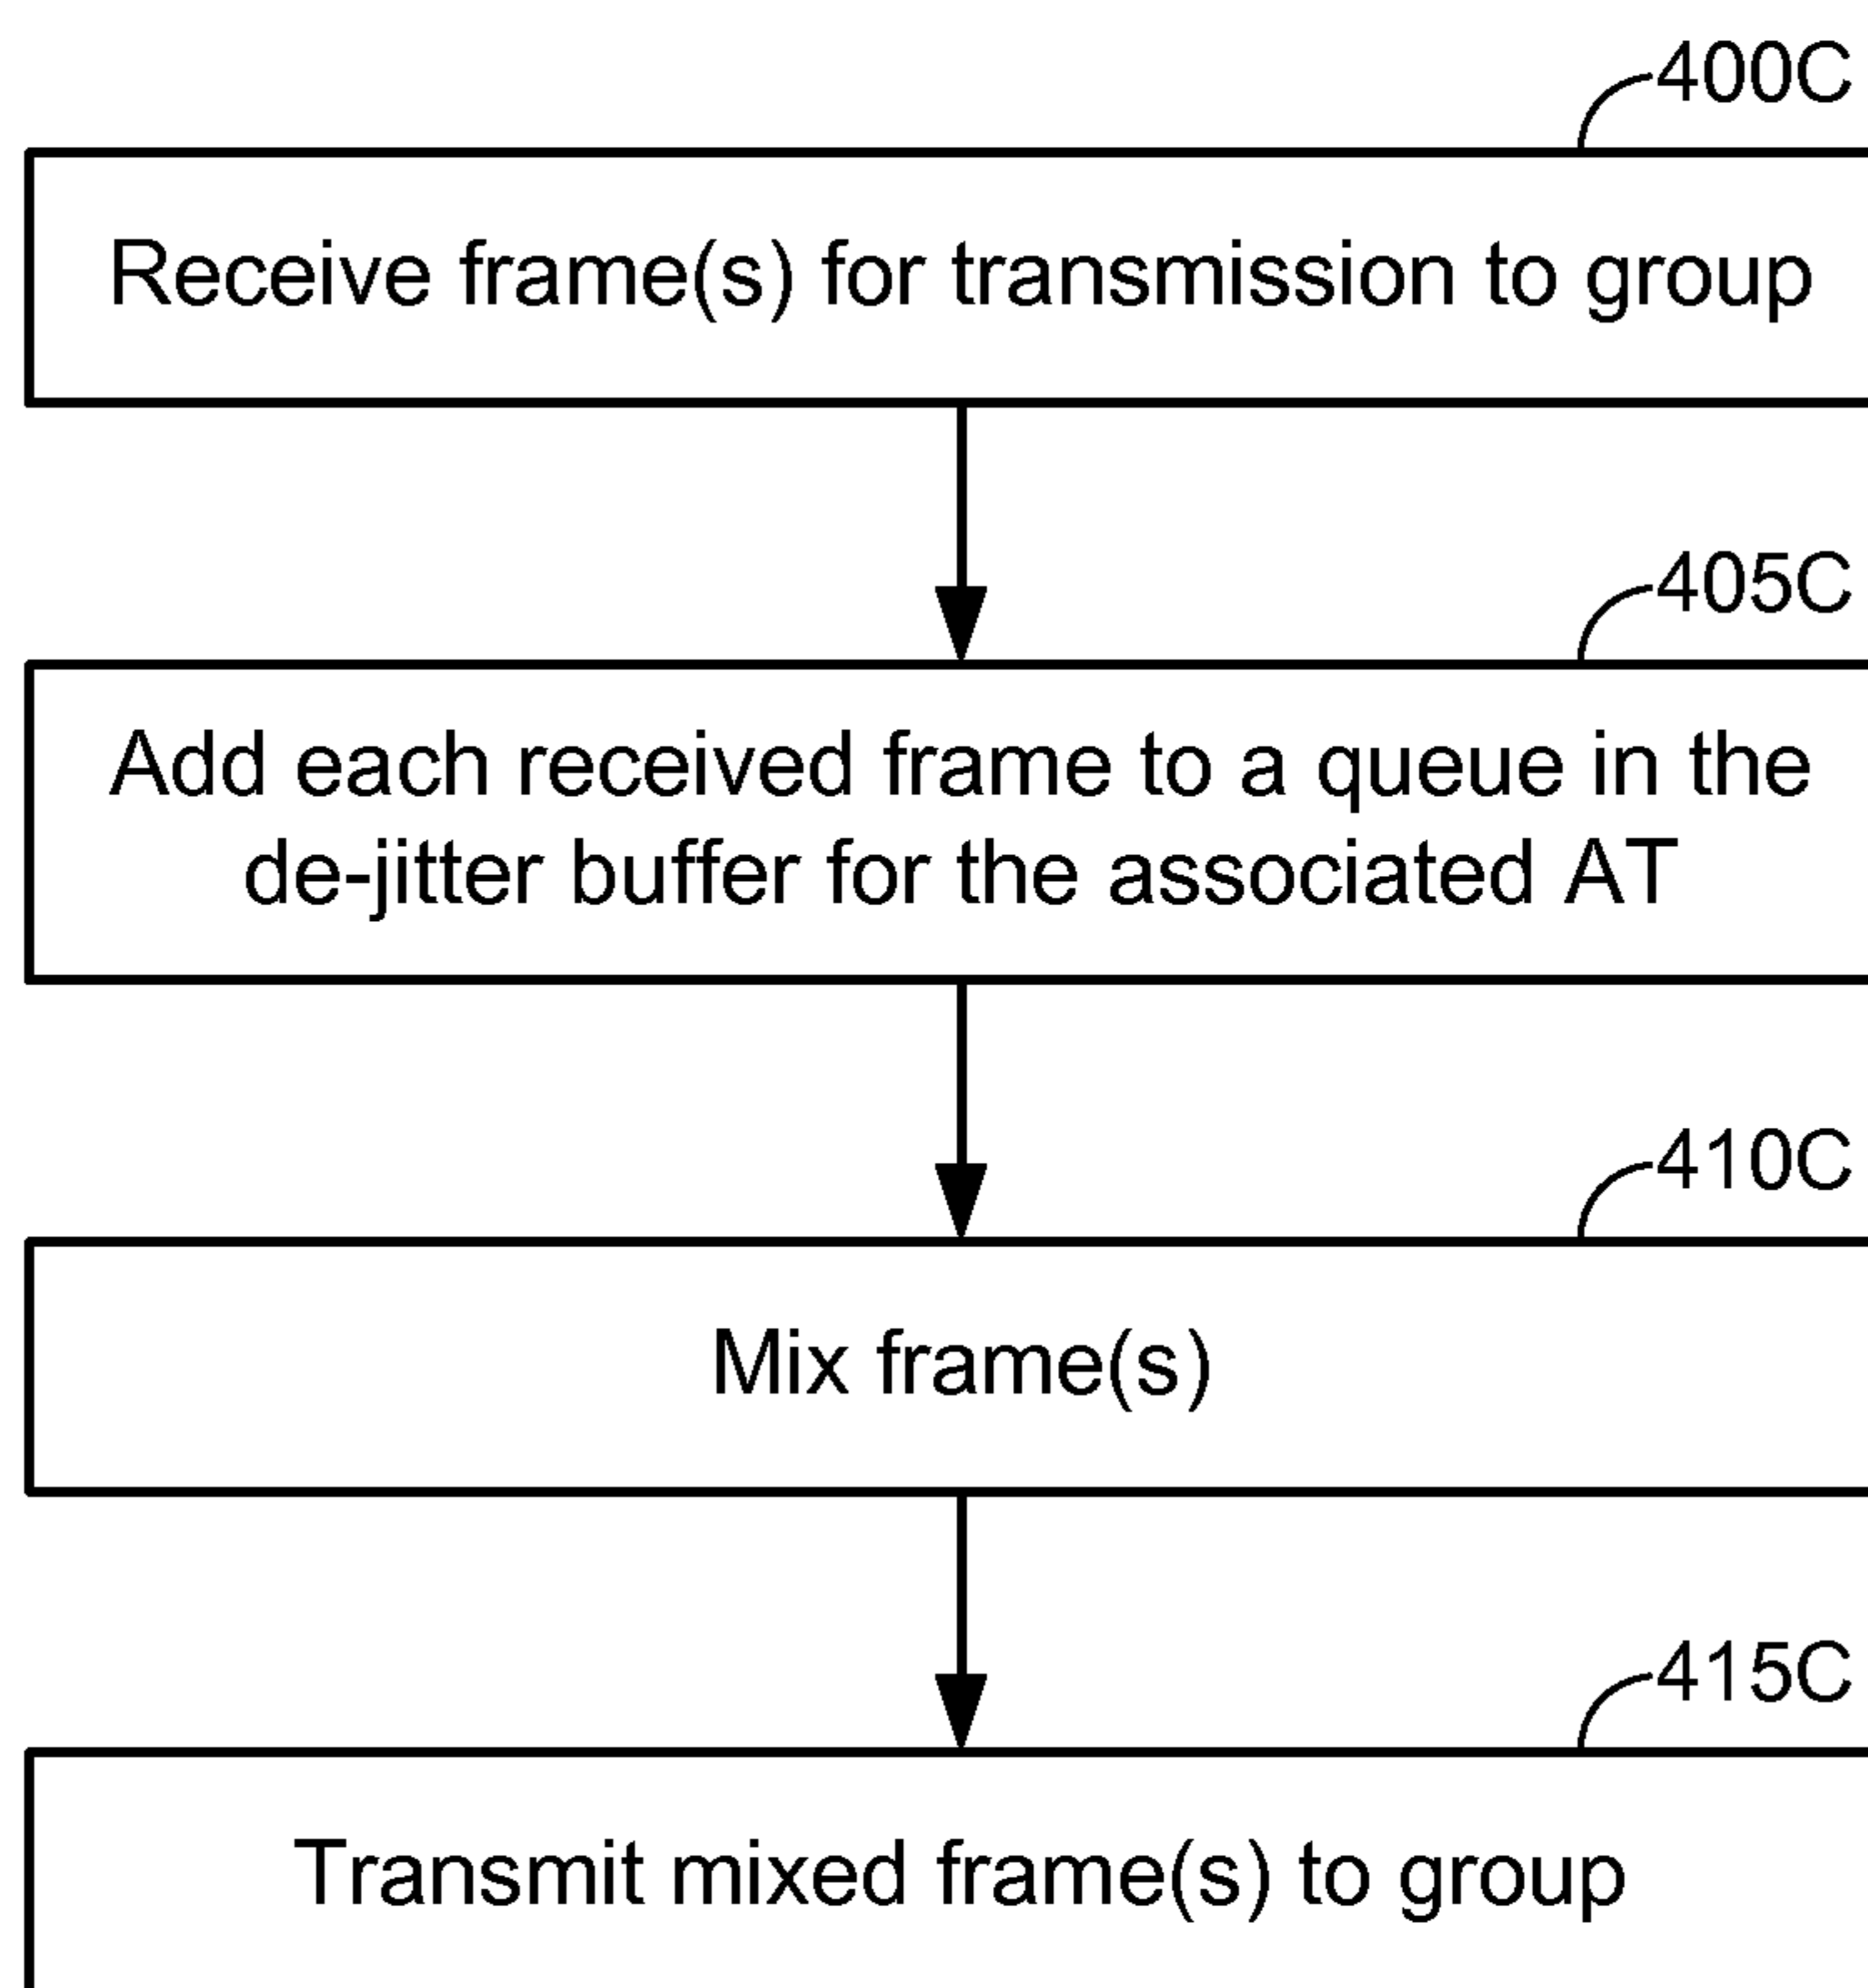 400C
Receive frame(s) for transmission to group
405C
Add each received frame to a queue in the
de-jitter buffer for the associated AT
410C
Mix frame(s)
415C
Transmit mixed frame(s) to group